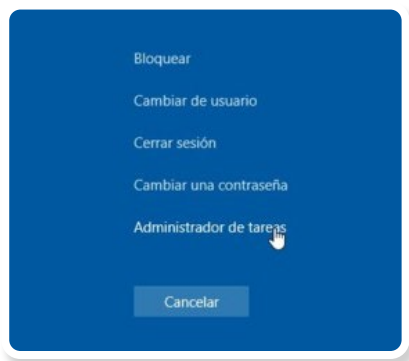 Bloquear
Cambiar de usuario
Cerrar sesión
Cambiar una contraseña
Administrador de tareas
Cancelar